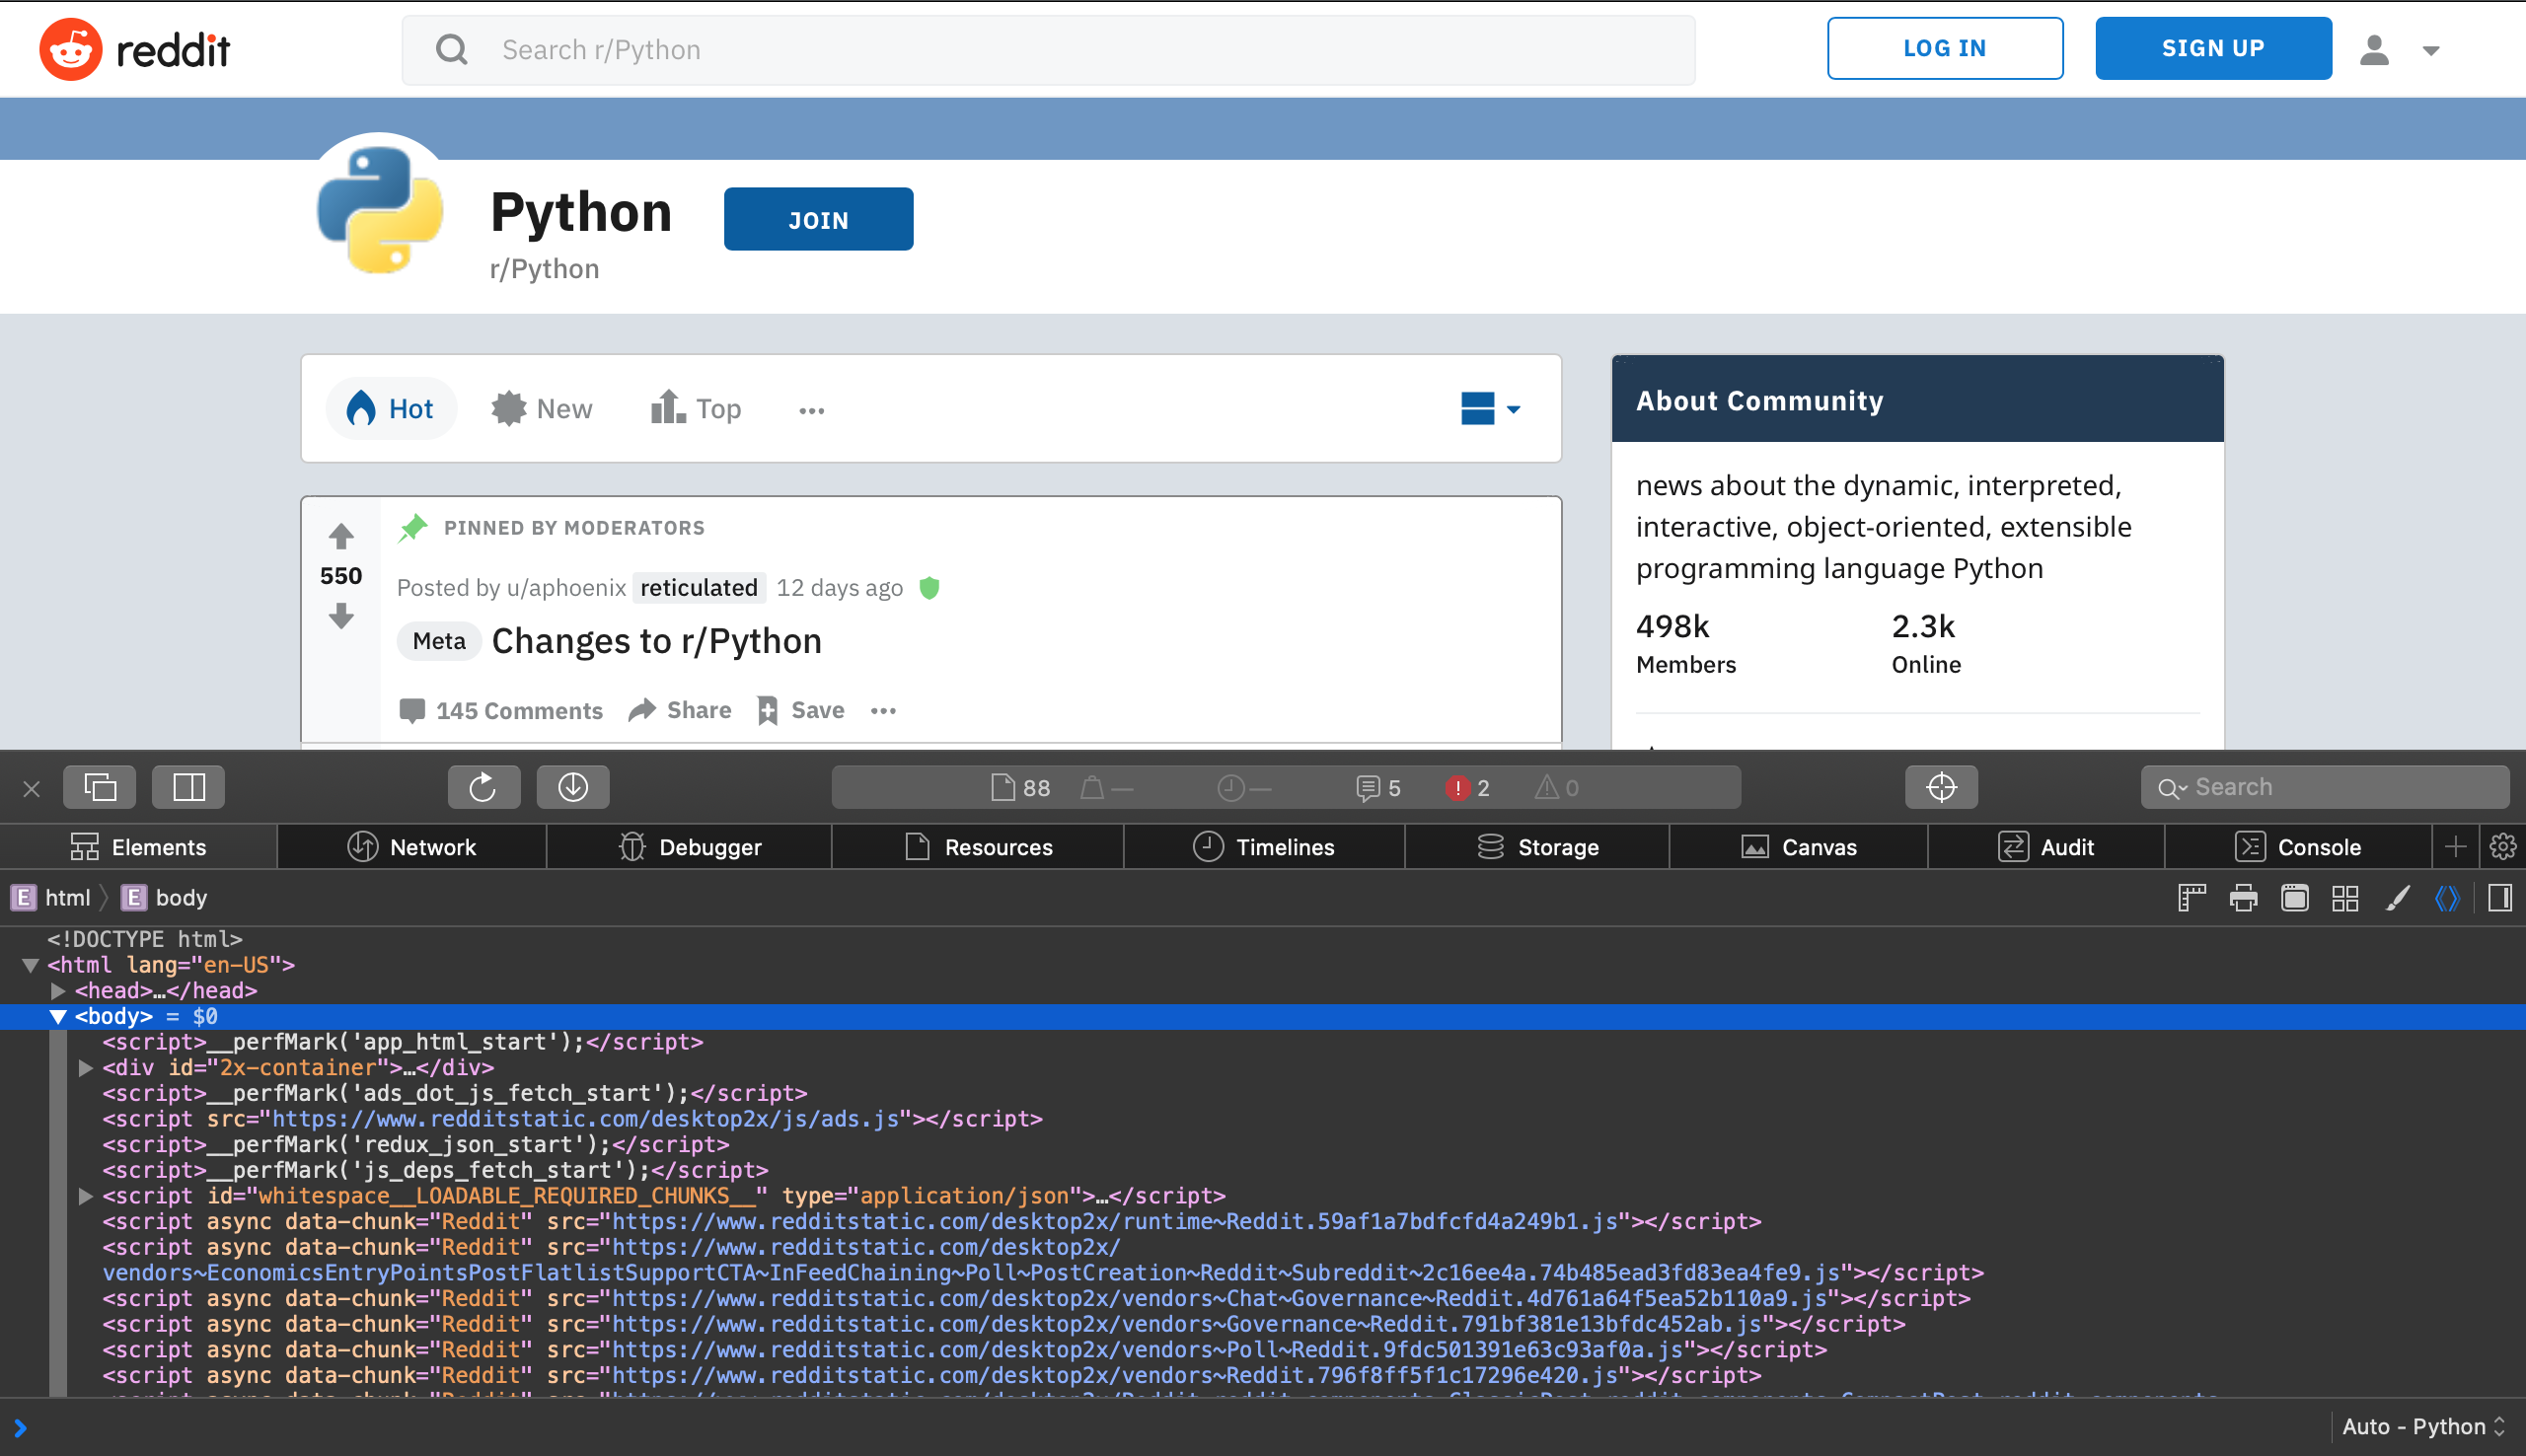 reddit
Search r/Python
LOG IN
SIGN UP
Python
JOIN
r/Python
Hot
New
Top
About Community
news about the dynamic, interpreted,
interactive, object-oriented, extensible
programming language Python
498k
2.3k
Members
Online
PINNED BY MODERATORS
550
Posted by u/aphoenix reticulated 12 days ago
Meta Changes to r/Python
145 Comments Share Save
88
5
2
0
Search
Elements
Network
Debugger
Resources
Timelines
Storage
Canvas
Audit
Console
E html E body
<!DOCTYPE html>
<html lang="en-US">
<head>…</head>
<body> = $0
<script>__perfMark('app_html_start');</script>
<div id="2x-container">…</div>
<script>__perfMark('ads_dot_js_fetch_start');</script>
<script src="https://www.redditstatic.com/desktop2x/js/ads.js"></script>
<script>__perfMark('redux_json_start');</script>
<script>__perfMark('js_deps_fetch_start');</script>
<script id="whitespace__LOADABLE_REQUIRED_CHUNKS__" type="application/json">…</script>
<script async data-chunk="Reddit" src="https://www.redditstatic.com/desktop2x/runtime~Reddit.59af1a7bdfcfd4a249b1.js"></script>
<script async data-chunk="Reddit" src="https://www.redditstatic.com/desktop2x/
vendors~EconomicsEntryPointsPostFlatlistSupportCTA~InFeedChaining~Poll~PostCreation~Reddit~Subreddit~2c16ee4a.74b485ead3fd83ea4fe9.js"></script>
<script async data-chunk="Reddit" src="https://www.redditstatic.com/desktop2x/vendors~Chat~Governance~Reddit.4d761a64f5ea52b110a9.js"></script>
<script async data-chunk="Reddit" src="https://www.redditstatic.com/desktop2x/vendors~Governance~Reddit.791bf381e13bfdc452ab.js"></script>
<script async data-chunk="Reddit" src="https://www.redditstatic.com/desktop2x/vendors~Poll~Reddit.9fdc501391e63c93af0a.js"></script>
<script async data-chunk="Reddit" src="https://www.redditstatic.com/desktop2x/vendors~Reddit.796f8ff5f1c17296e420.js"></script>
Auto - Python